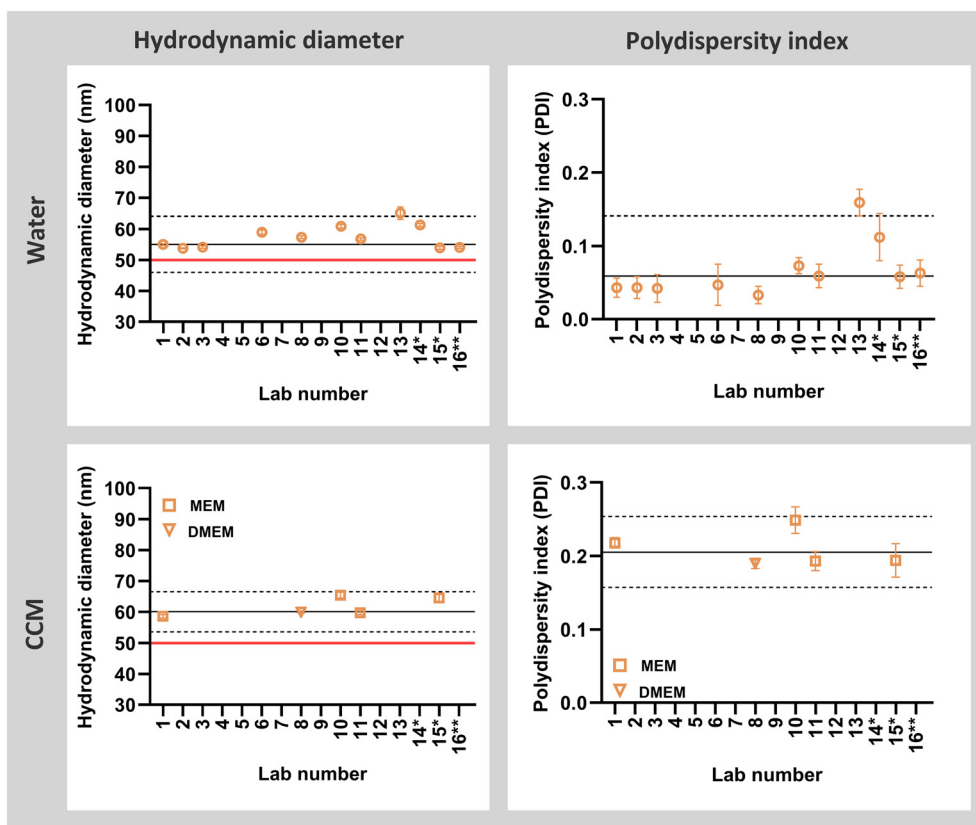 Hydrodynamic diameter
Polydispersity index
Water
Hydrodynamic diameter (nm)
100
90
80
70
60
50
40
30
1 2 3 4 5 6 7 8 9 10 11 12 13 14* 15* 16**
Lab number
Polydispersity index (PDI)
0.3
0.2
0.1
0.0
1 2 3 4 5 6 7 8 9 10 11 12 13 14* 15* 16**
Lab number
CCM
Hydrodynamic diameter (nm)
100
90
80
70
60
50
40
30
MEM
DMEM
1 2 3 4 5 6 7 8 9 10 11 12 13 14* 15* 16**
Lab number
Polydispersity index (PDI)
0.3
0.2
0.1
0.0
MEM
DMEM
1 2 3 4 5 6 7 8 9 10 11 12 13 14* 15* 16**
Lab number